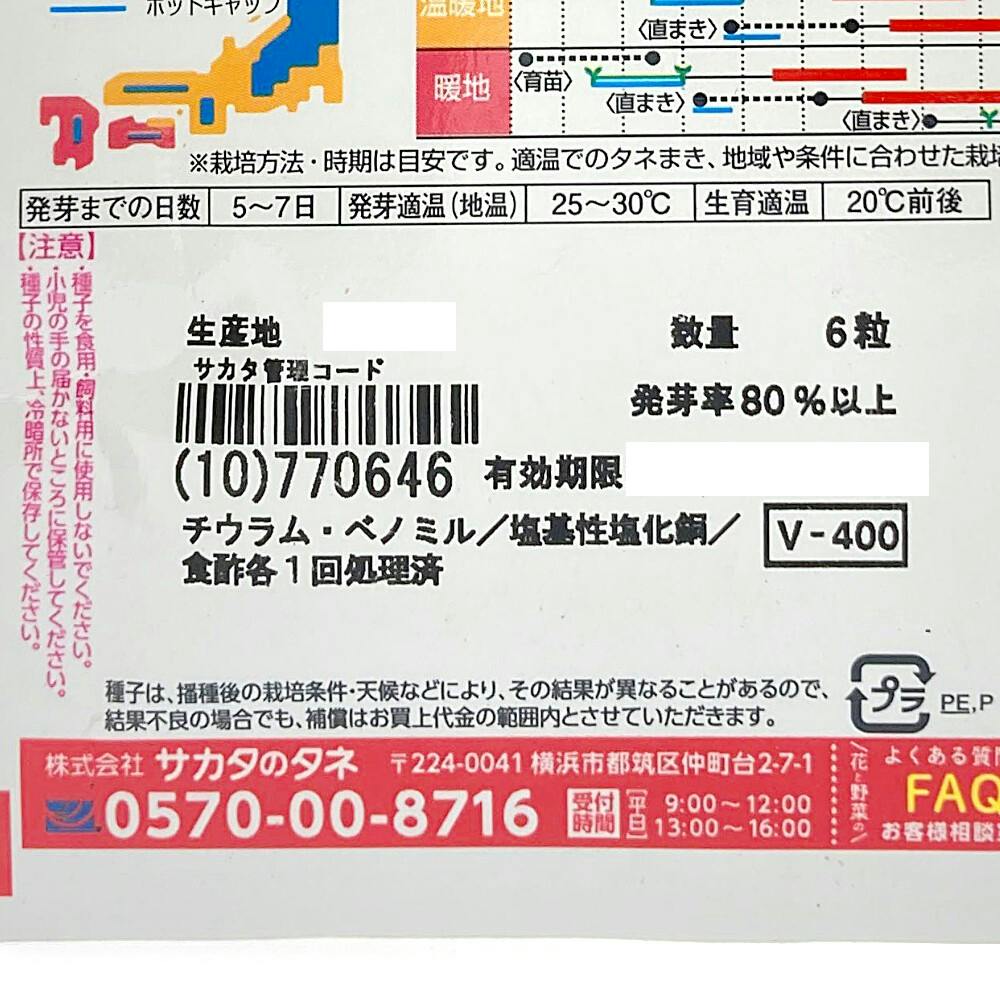 ホットキャップ
温暖地
〈直まき〉
暖地
〈育苗〉
〈直まき〉
〈直まき〉
※栽培方法・時期は目安です。適温でのタネまき、地域や条件に合わせた栽培
発芽までの日数 5〜7日 発芽適温(地温) 25〜30℃ 生育適温 20℃前後
【注意】
・種子を食用・飼料用に使用しないでください。
・小児の手の届かないところに保管してください。
・種子の性質上、冷暗所で保存してください。
生産地
数量 6粒
サカタ管理コード
発芽率80%以上
(10)770646 有効期限
チウラム・ベノミル／塩基性塩化銅／
食酢各1回処理済
V-400
種子は、播種後の栽培条件・天候などにより、その結果が異なることがあるので、
結果不良の場合でも、補償はお買上代金の範囲内とさせていただきます。
プラ PE,P
株式会社 サカタのタネ 〒224-0041 横浜市都筑区仲町台2-7-1
0570-00-8716 受付時間 [平日] 9:00〜12:00
13:00〜16:00
花と野菜の
よくある質問
FAQ
お客様相談